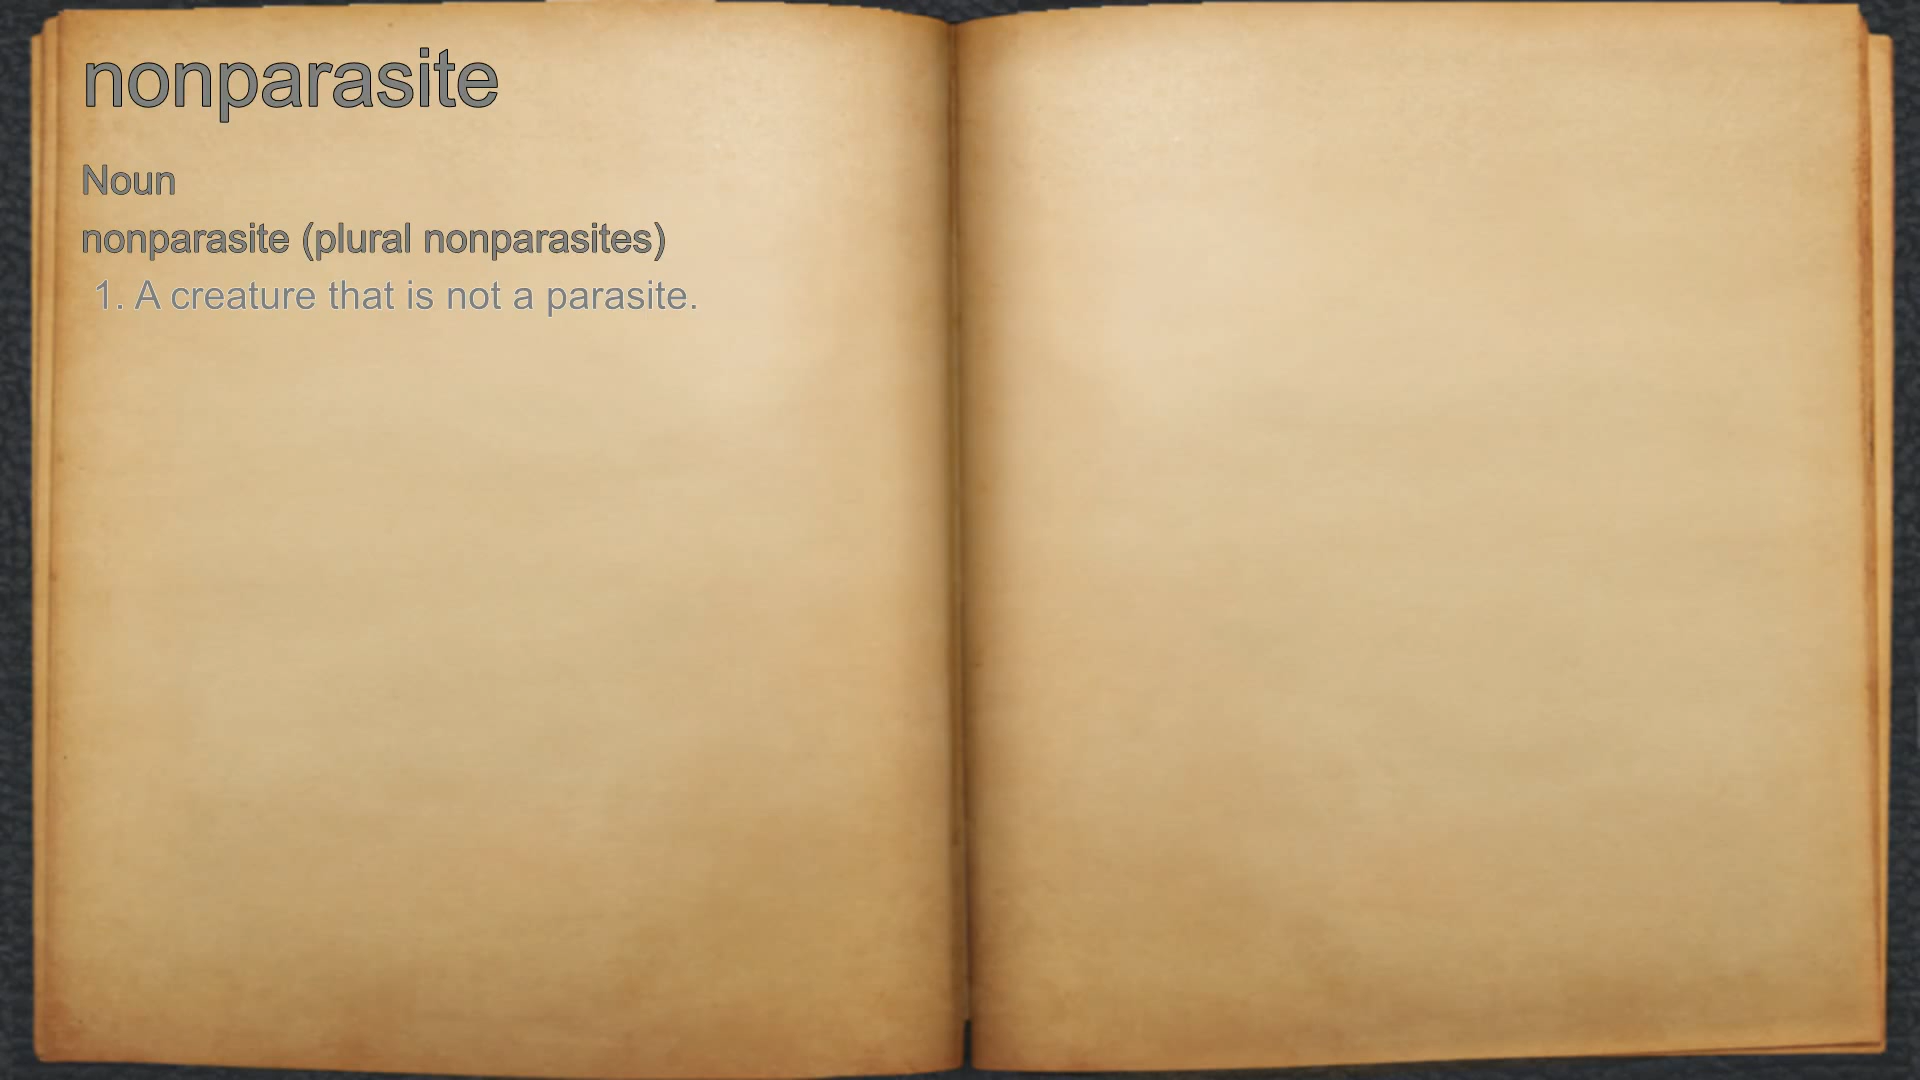 nonparasite
Noun
nonparasite (plural nonparasites)
1. A creature that is not a parasite.